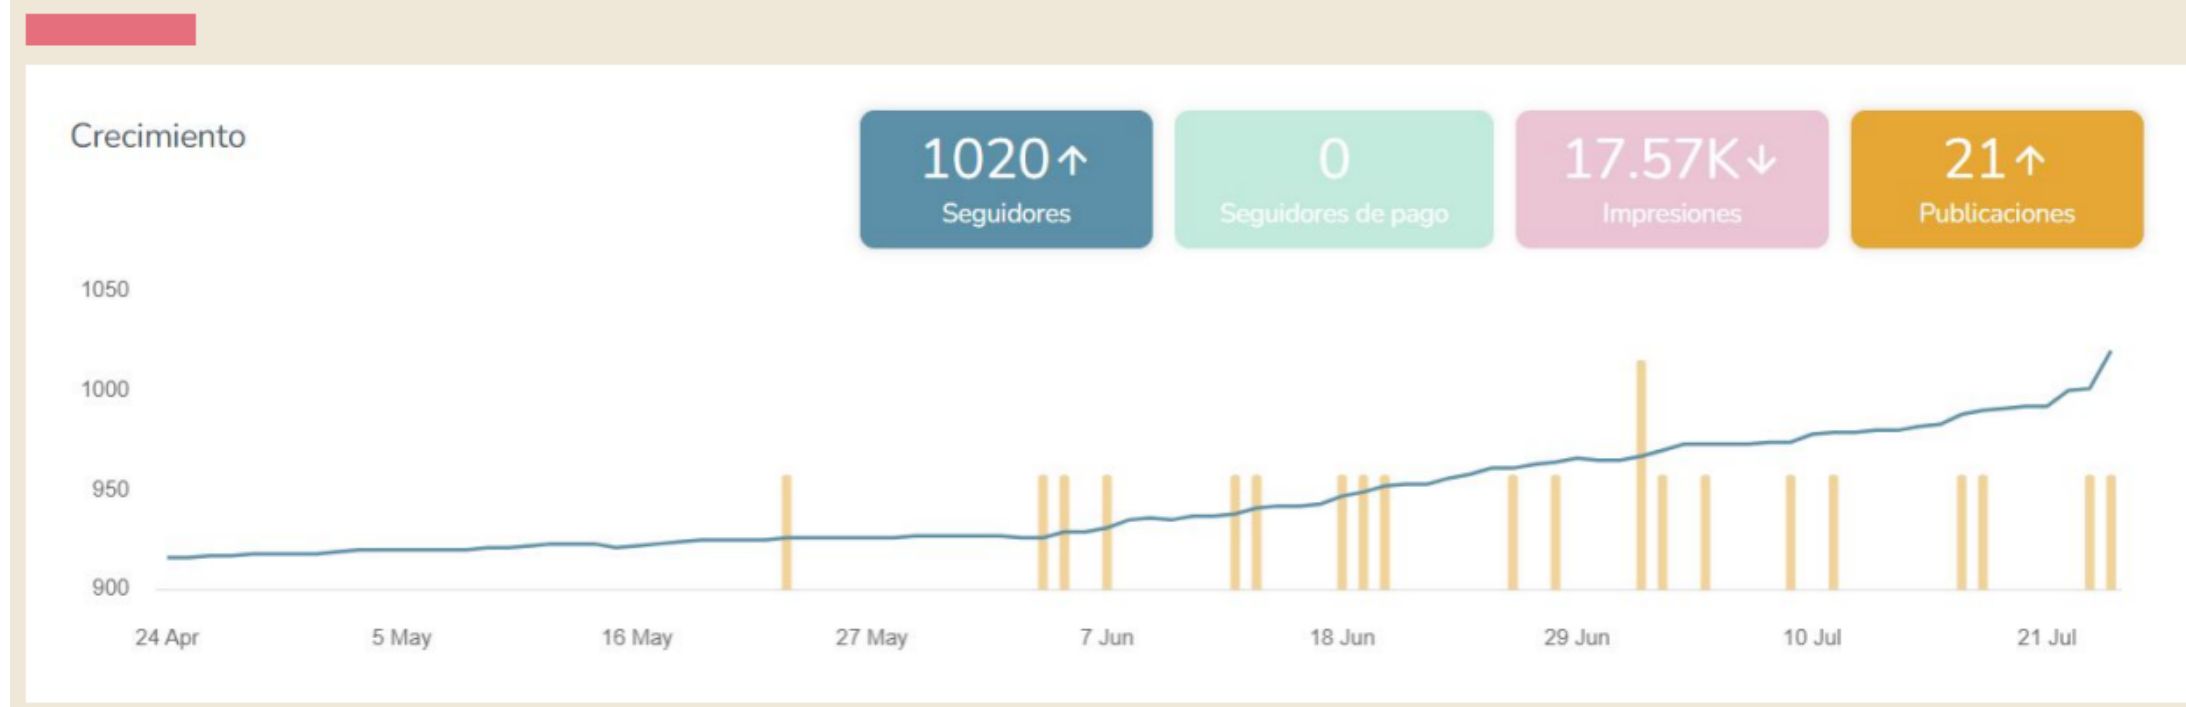 Crecimiento
1020↑
Seguidores
0
Seguidores de pago
17.57K↓
Impresiones
21↑
Publicaciones
1050
1000
950
900
24 Apr
5 May
16 May
27 May
7 Jun
18 Jun
29 Jun
10 Jul
21 Jul